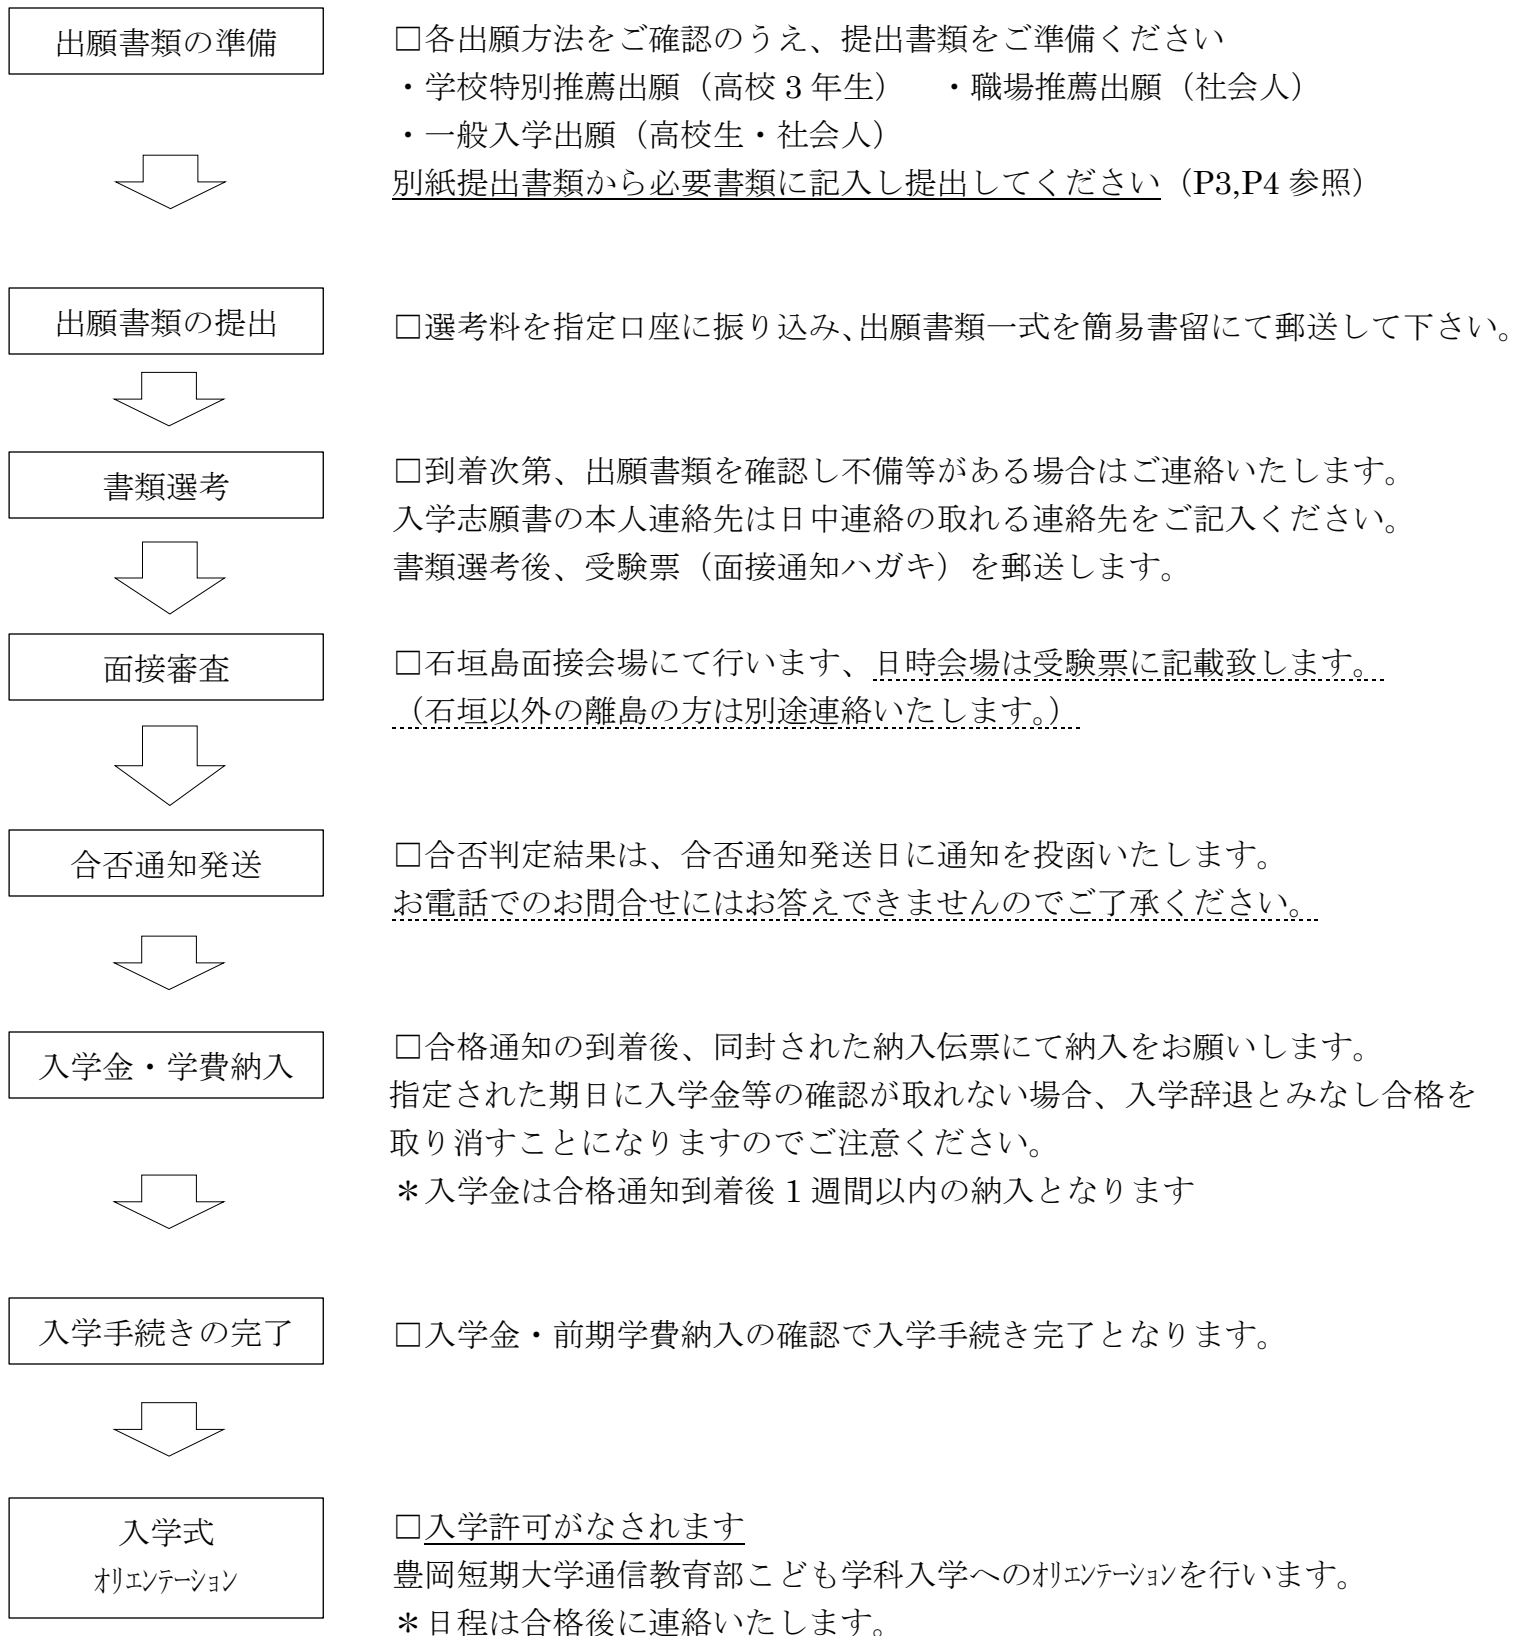 出願書類の準備
□各出願方法をご確認のうえ、提出書類をご準備ください
・学校特別推薦出願（高校 3 年生）　・職場推薦出願（社会人）
・一般入学出願（高校生・社会人）
別紙提出書類から必要書類に記入し提出してください（P3,P4 参照）
出願書類の提出
□選考料を指定口座に振り込み、出願書類一式を簡易書留にて郵送して下さい。
書類選考
□到着次第、出願書類を確認し不備等がある場合はご連絡いたします。
入学志願書の本人連絡先は日中連絡の取れる連絡先をご記入ください。
書類選考後、受験票（面接通知ハガキ）を郵送します。
面接審査
□石垣島面接会場にて行います、日時会場は受験票に記載致します。
（石垣以外の離島の方は別途連絡いたします。）
合否通知発送
□合否判定結果は、合否通知発送日に通知を投函いたします。
お電話でのお問合せにはお答えできませんのでご了承ください。
入学金・学費納入
□合格通知の到着後、同封された納入伝票にて納入をお願いします。
指定された期日に入学金等の確認が取れない場合、入学辞退とみなし合格を
取り消すことになりますのでご注意ください。
＊入学金は合格通知到着後 1 週間以内の納入となります
入学手続きの完了
□入学金・前期学費納入の確認で入学手続き完了となります。
入学式
ｵﾘｴﾝﾃｰｼｮﾝ
□入学許可がなされます
豊岡短期大学通信教育部こども学科入学へのｵﾘｴﾝﾃｰｼｮﾝを行います。
＊日程は合格後に連絡いたします。